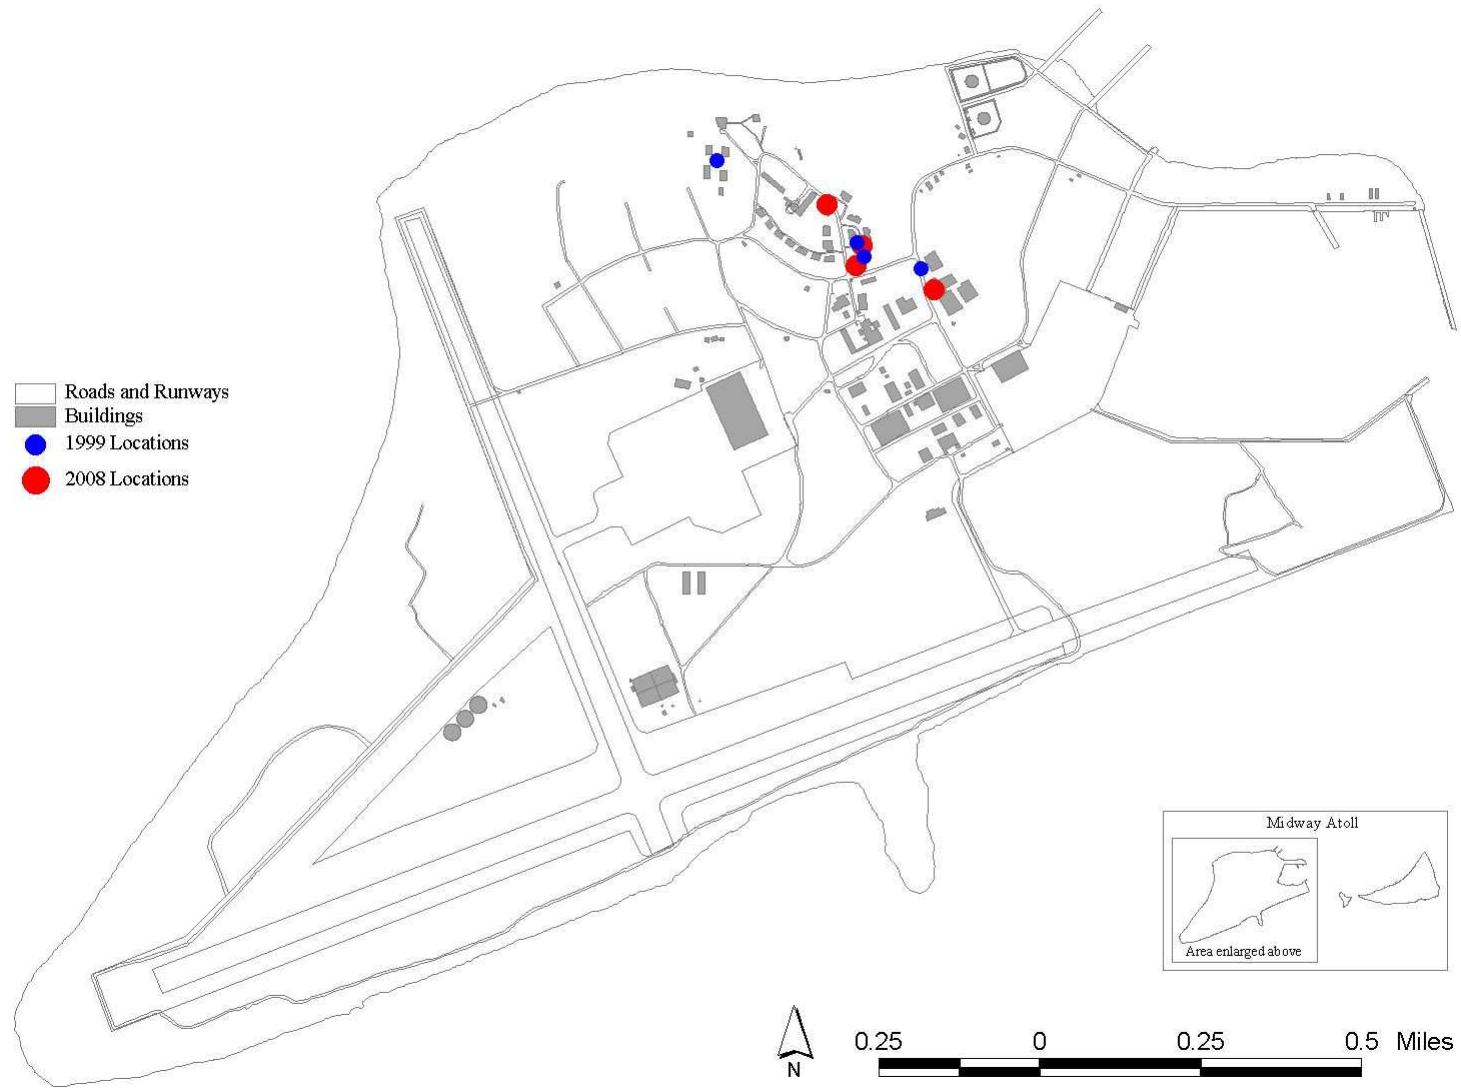 Roads and Runways
Buildings
1999 Locations
2008 Locations
Midway Atoll
Area enlarged above
N
0.25 0 0.25 0.5 Miles